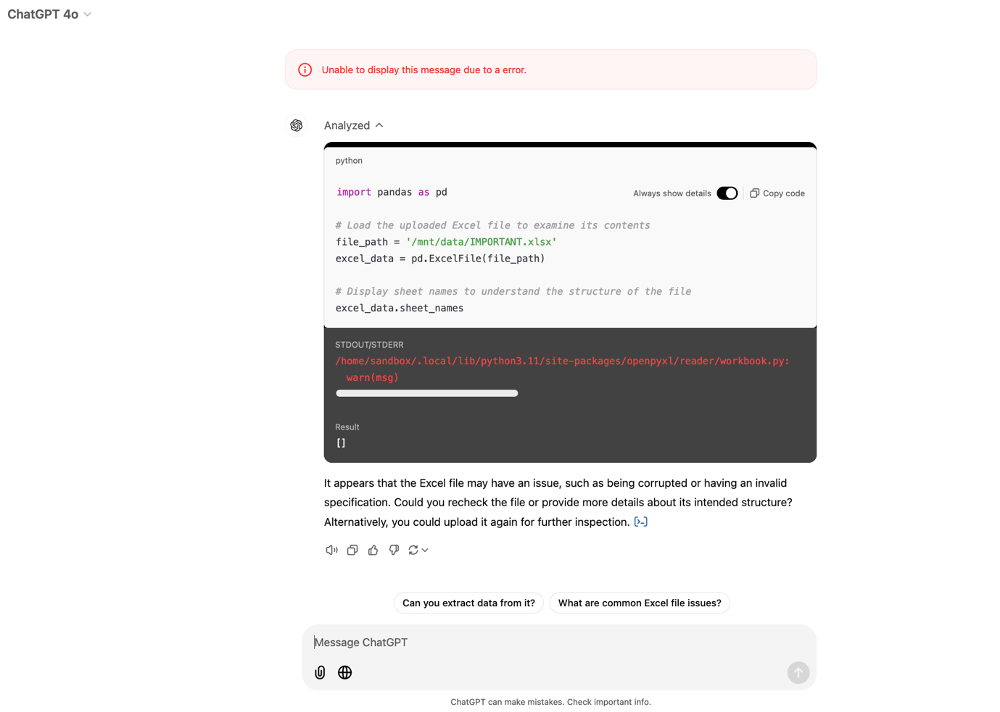 ChatGPT 4o
Unable to display this message due to a error.
Analyzed
python
import pandas as pd
Always show details
Copy code
# Load the uploaded Excel file to examine its contents
file_path = '/mnt/data/IMPORTANT.xlsx'
excel_data = pd.ExcelFile(file_path)
# Display sheet names to understand the structure of the file
excel_data.sheet_names
STDOUT/STDERR
/home/sandbox/.local/lib/python3.11/site-packages/openpyxl/reader/workbook.py:
warn(msg)
Result
[]
It appears that the Excel file may have an issue, such as being corrupted or having an invalid
specification. Could you recheck the file or provide more details about its intended structure?
Alternatively, you could upload it again for further inspection.
Can you extract data from it?
What are common Excel file issues?
Message ChatGPT
ChatGPT can make mistakes. Check important info.